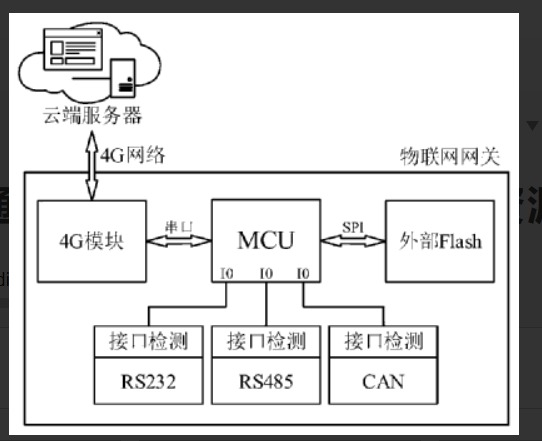 云端服务器
4G网络
物联网网关
4G模块
串口
MCU
SPI
外部Flash
IO IO IO
接口检测 接口检测 接口检测
RS232 RS485 CAN